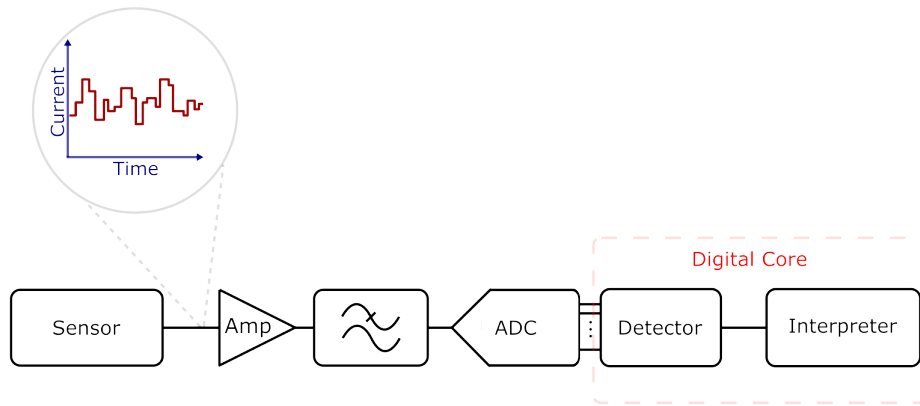 Current
Time
Digital Core
Sensor
Amp
ADC
Detector
Interpreter